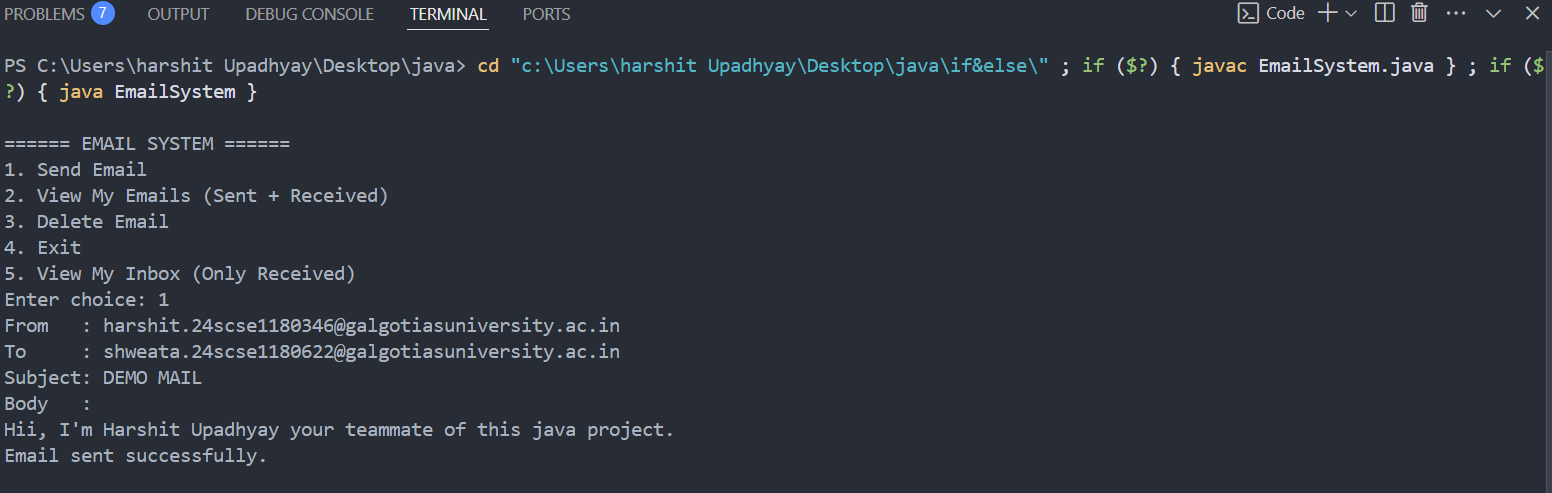 PROBLEMS 7 OUTPUT DEBUG CONSOLE TERMINAL PORTS Code
PS C:\Users\harshit Upadhyay\Desktop\java> cd "c:\Users\harshit Upadhyay\Desktop\java\if&else\" ; if ($?) { javac EmailSystem.java } ; if ($
?) { java EmailSystem }
====== EMAIL SYSTEM ======
1. Send Email
2. View My Emails (Sent + Received)
3. Delete Email
4. Exit
5. View My Inbox (Only Received)
Enter choice: 1
From   : harshit.24scse1180346@galgotiasuniversity.ac.in
To     : shweata.24scse1180622@galgotiasuniversity.ac.in
Subject: DEMO MAIL
Body   :
Hii, I'm Harshit Upadhyay your teammate of this java project.
Email sent successfully.